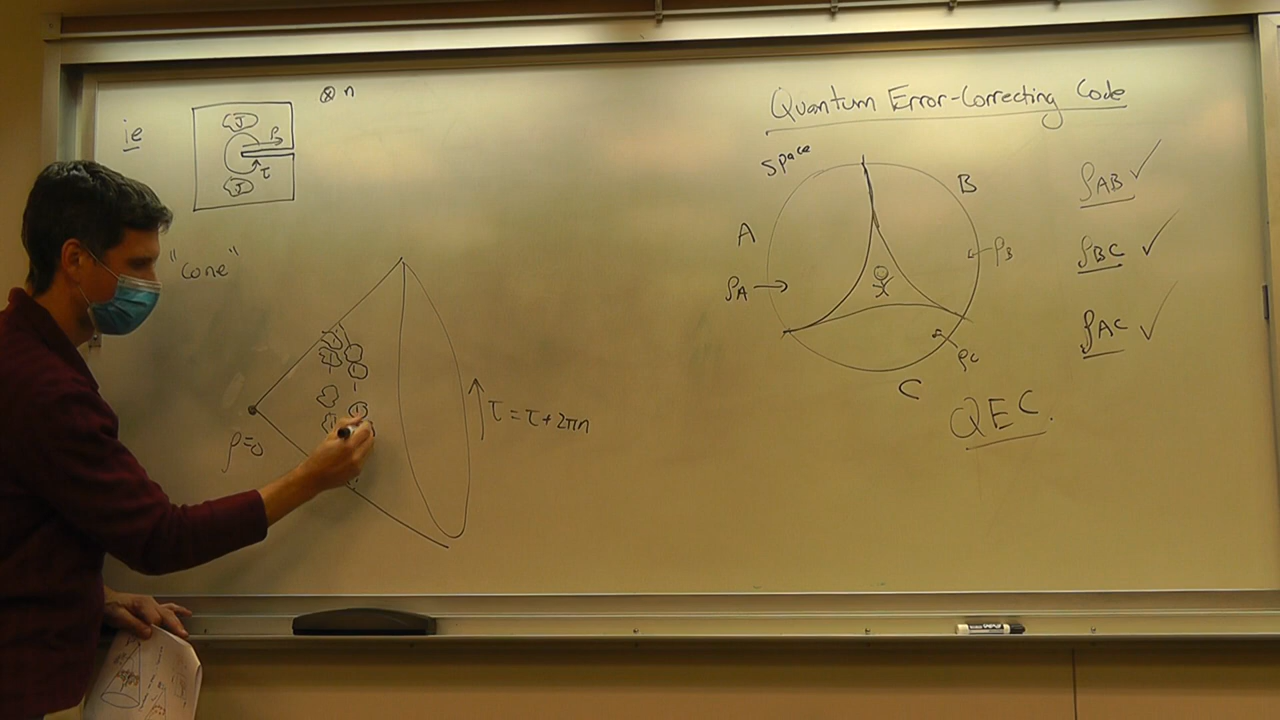 ie
⊗n
J
ρ
τ
J
"Cone"
ρ=0
τ = τ + 2πn
Quantum Error-Correcting Code
Space
A
B
C
ρA
ρB
ρC
ρAB ✓
ρBC ✓
ρAC ✓
QEC.